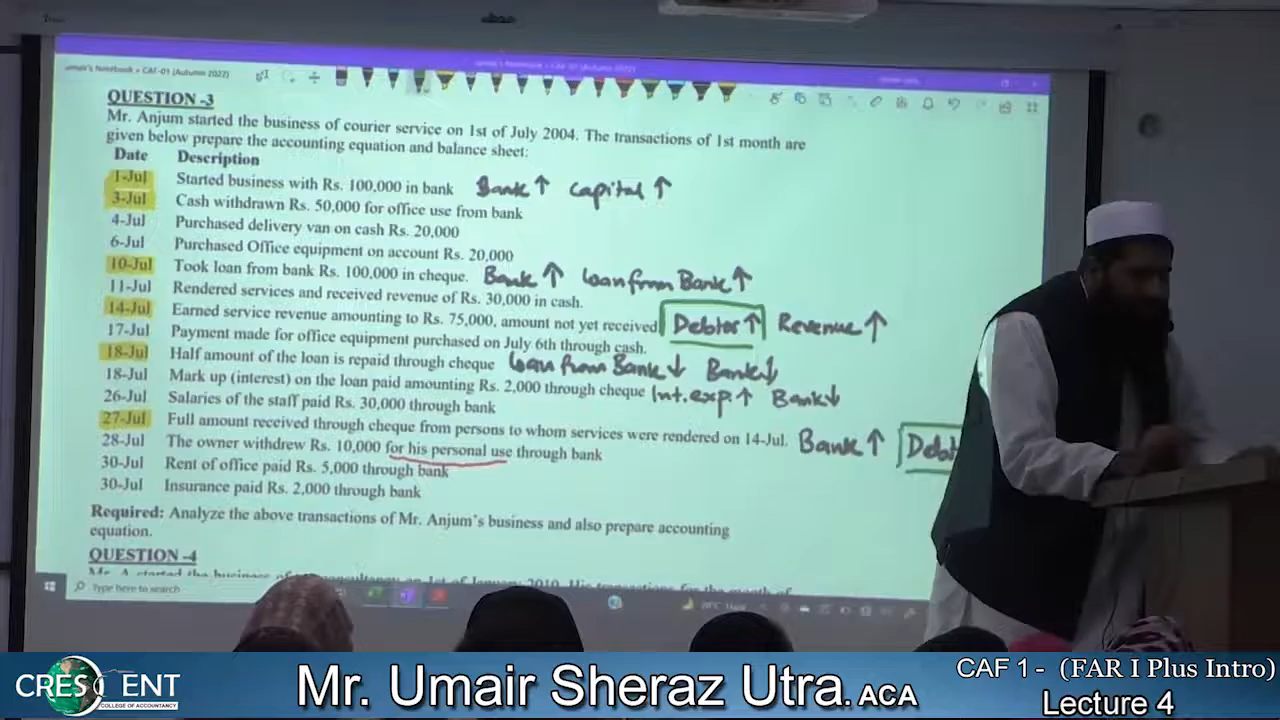 umair's Notebook » CAF-01 (Autumn 2022)
QUESTION -3
Mr. Anjum started the business of courier service on 1st of July 2004. The transactions of 1st month are
given below prepare the accounting equation and balance sheet:
Date Description
1-Jul Started business with Rs. 100,000 in bank Bank ↑ Capital ↑
3-Jul Cash withdrawn Rs. 50,000 for office use from bank
4-Jul Purchased delivery van on cash Rs. 20,000
6-Jul Purchased Office equipment on account Rs. 20,000
10-Jul Took loan from bank Rs. 100,000 in cheque. Bank ↑ loan from Bank ↑
11-Jul Rendered services and received revenue of Rs. 30,000 in cash.
14-Jul Earned service revenue amounting to Rs. 75,000, amount not yet received Debtor ↑ Revenue ↑
17-Jul Payment made for office equipment purchased on July 6th through cash.
18-Jul Half amount of the loan is repaid through cheque loan from Bank ↓ Bank ↓
18-Jul Mark up (interest) on the loan paid amounting Rs. 2,000 through cheque Int. exp. ↑ Bank ↓
26-Jul Salaries of the staff paid Rs. 30,000 through bank
27-Jul Full amount received through cheque from persons to whom services were rendered on 14-Jul. Bank ↑ Debt
28-Jul The owner withdrew Rs. 10,000 for his personal use through bank
30-Jul Rent of office paid Rs. 5,000 through bank
30-Jul Insurance paid Rs. 2,000 through bank
Required: Analyze the above transactions of Mr. Anjum's business and also prepare accounting
equation.
QUESTION -4
Type here to search
CRESCENT
COLLEGE OF ACCOUNTANCY
Mr. Umair Sheraz Utra. ACA
CAF 1 - (FAR I Plus Intro)
Lecture 4